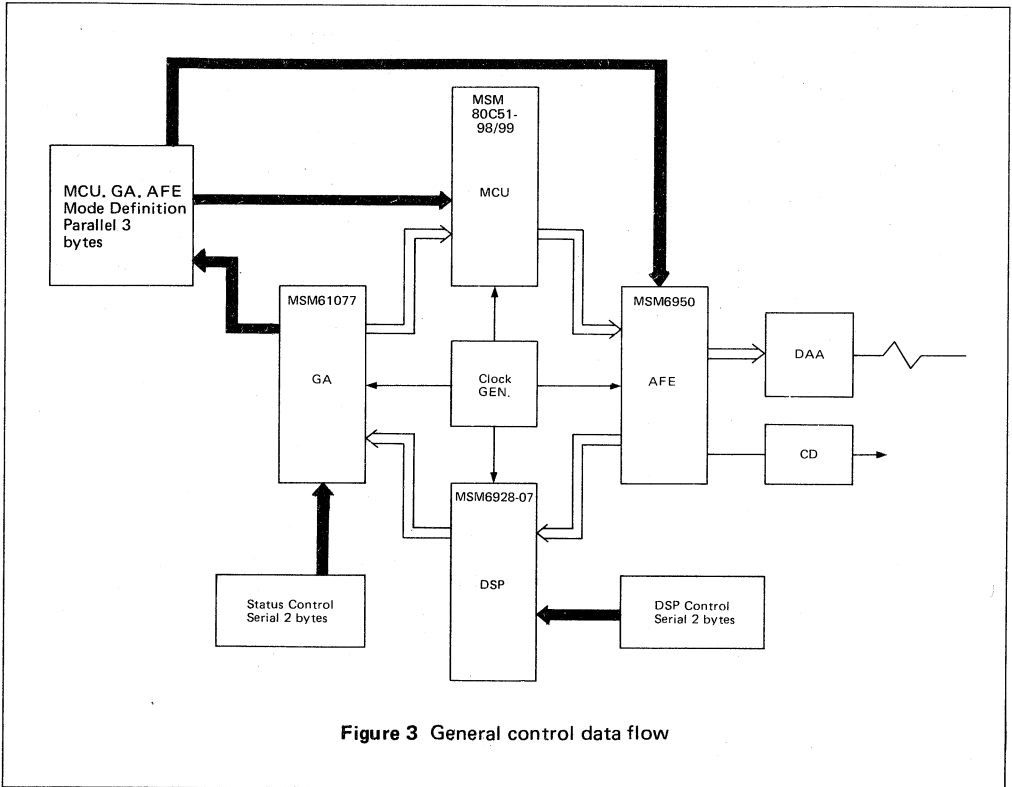 MSM
80C51-
98/99
MCU
MCU. GA. AFE
Mode Definition
Parallel 3
bytes
MSM61077
GA
Clock
GEN.
MSM6950
AFE
DAA
CD
MSM6928-07
DSP
Status Control
Serial 2 bytes
DSP Control
Serial 2 bytes
Figure 3 General control data flow